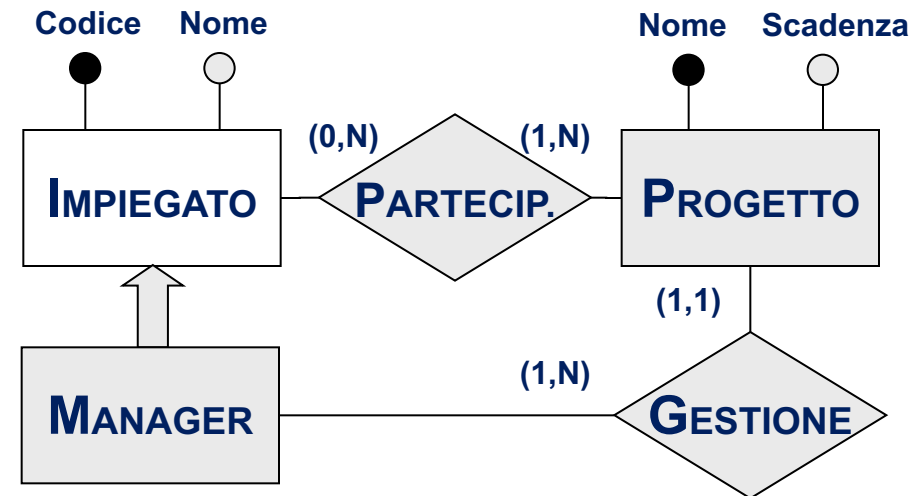 Codice Nome Nome Scadenza
(0,N) (1,N)
IMPIEGATO PARTECIP. PROGETTO
(1,1)
(1,N)
MANAGER GESTIONE